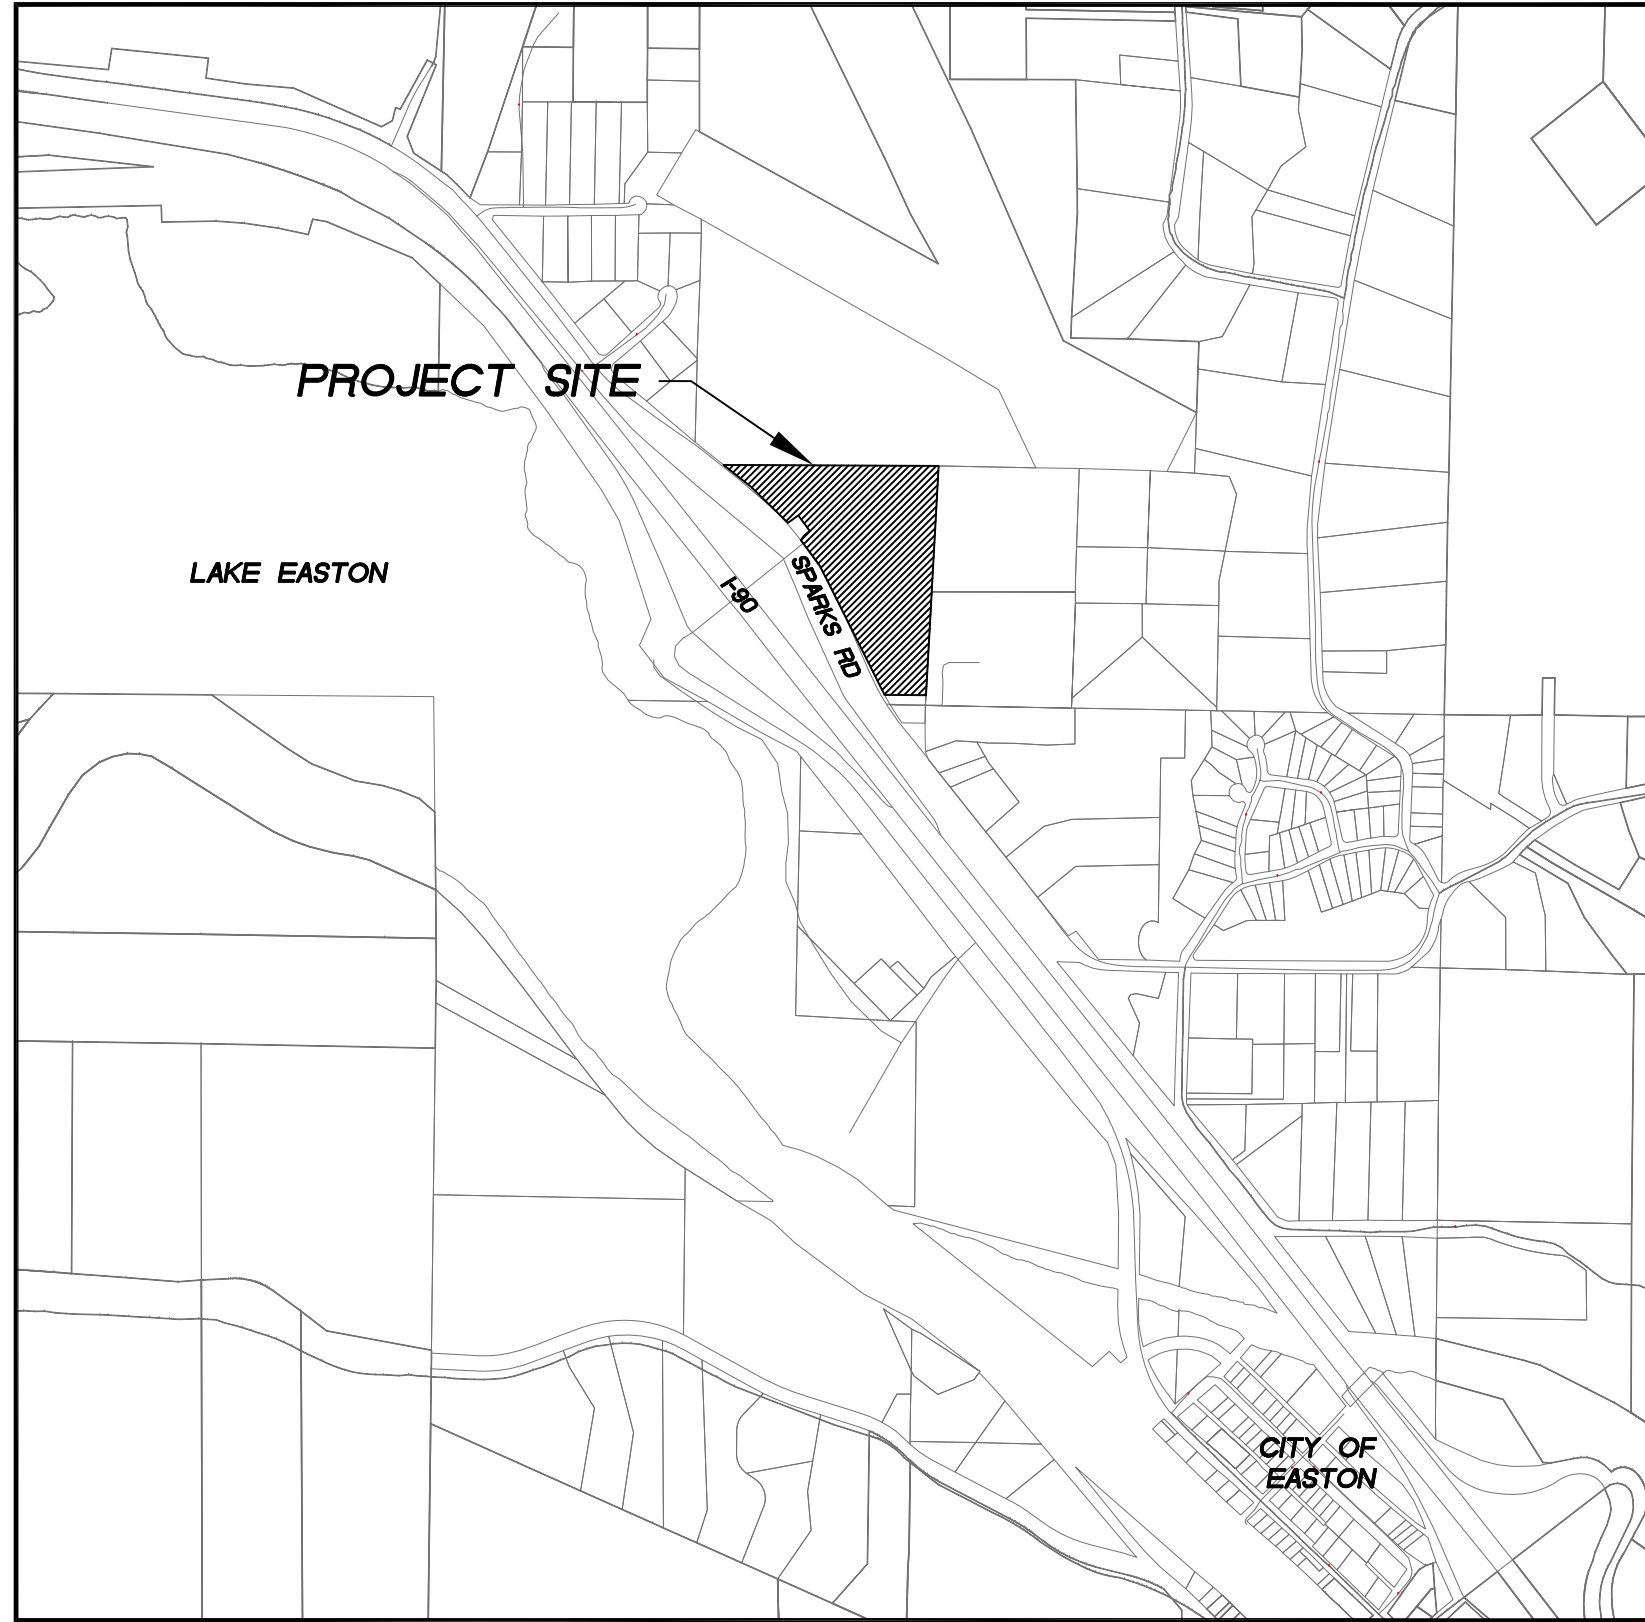 PROJECT SITE
LAKE EASTON
I-90
SPARKS RD
CITY OF
EASTON